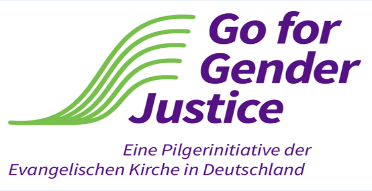 Go for
Gender
Justice
Eine Pilgerinitiative der
Evangelischen Kirche in Deutschland